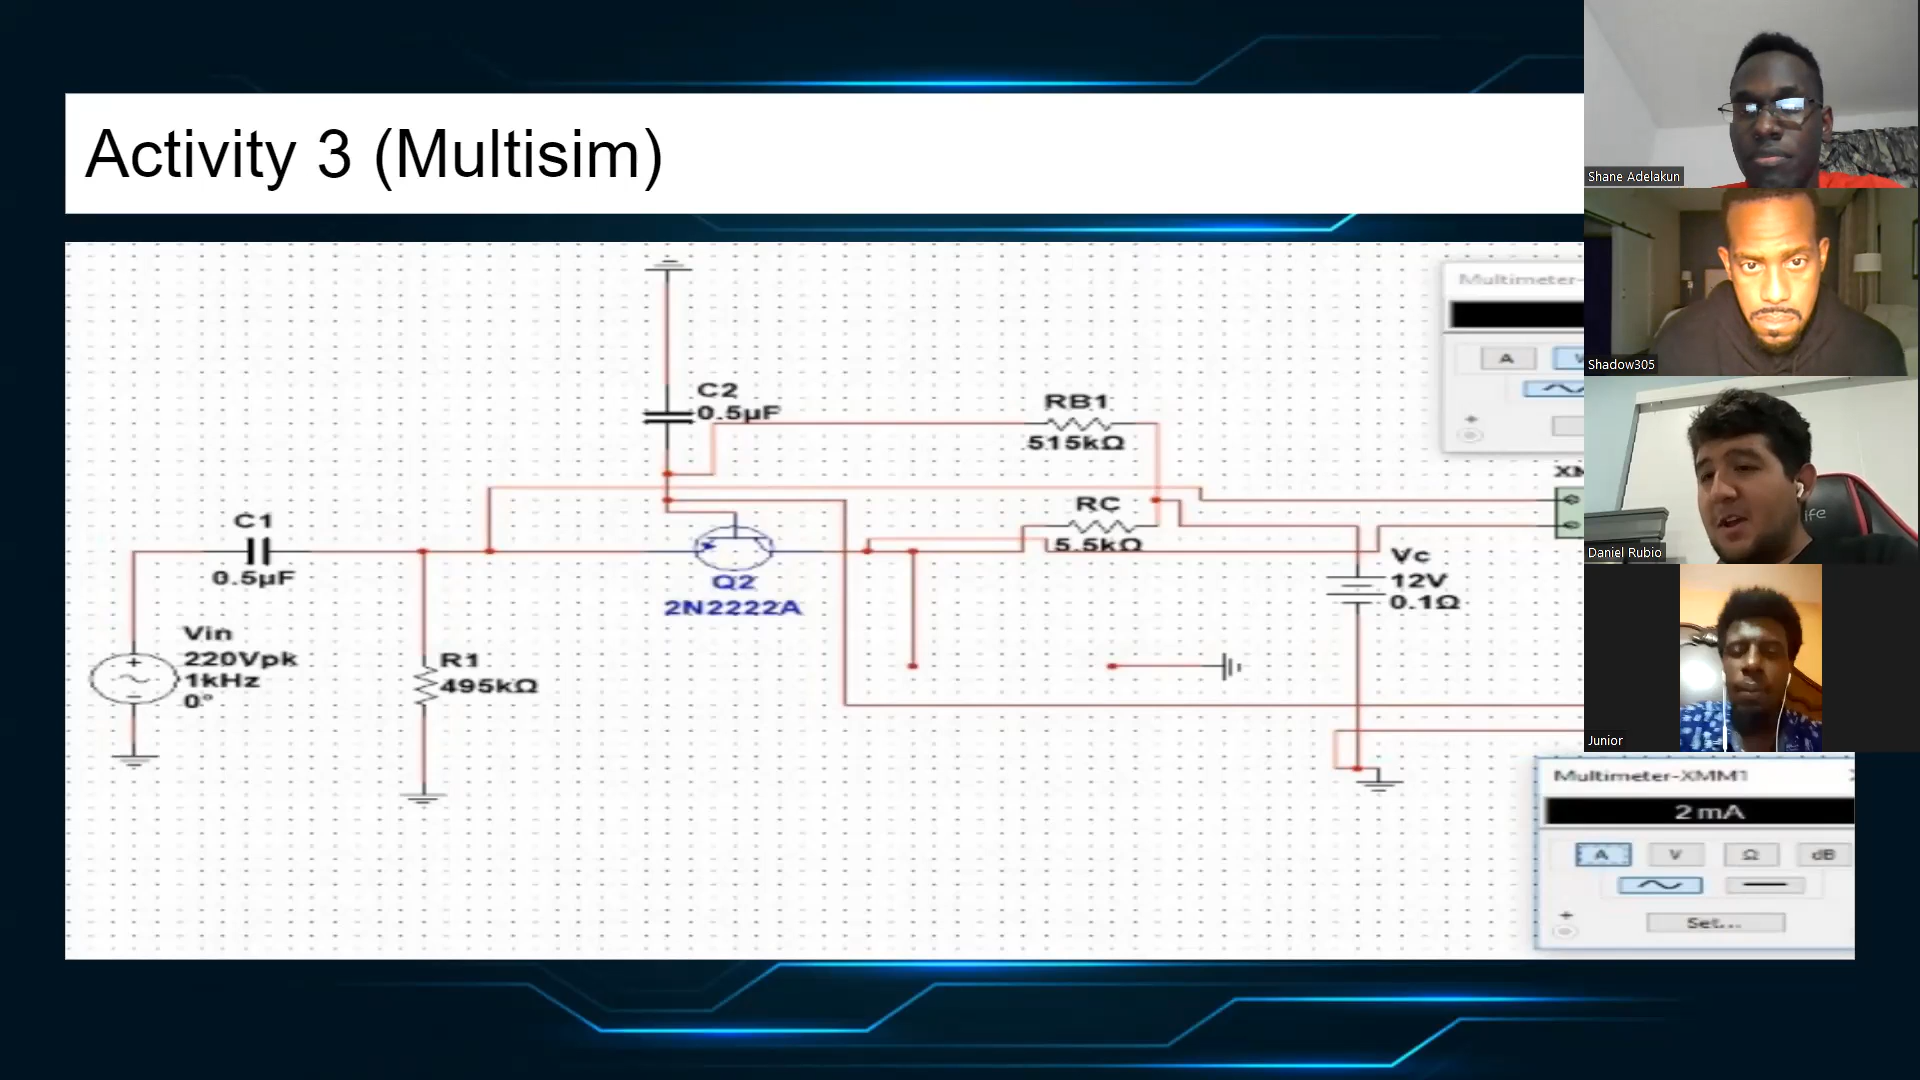 Activity 3 (Multisim)
Shane Adelakun
Shadow305
Daniel Rubio
Junior
Multimeter-
A
C2
0.5µF
RB1
515kΩ
RC
5.5kΩ
C1
0.5µF
Q2
2N2222A
Vc
12V
0.1Ω
Vin
220Vpk
1kHz
0°
R1
495kΩ
Multimeter-XMM1
2 mA
A
V
Ω
dB
Set...